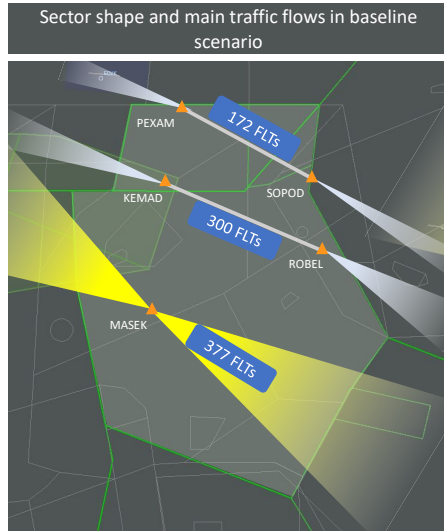 Sector shape and main traffic flows in baseline
scenario
PEXAM
172 FLTs
SOPOD
KEMAD
300 FLTs
ROBEL
MASEK
377 FLTs